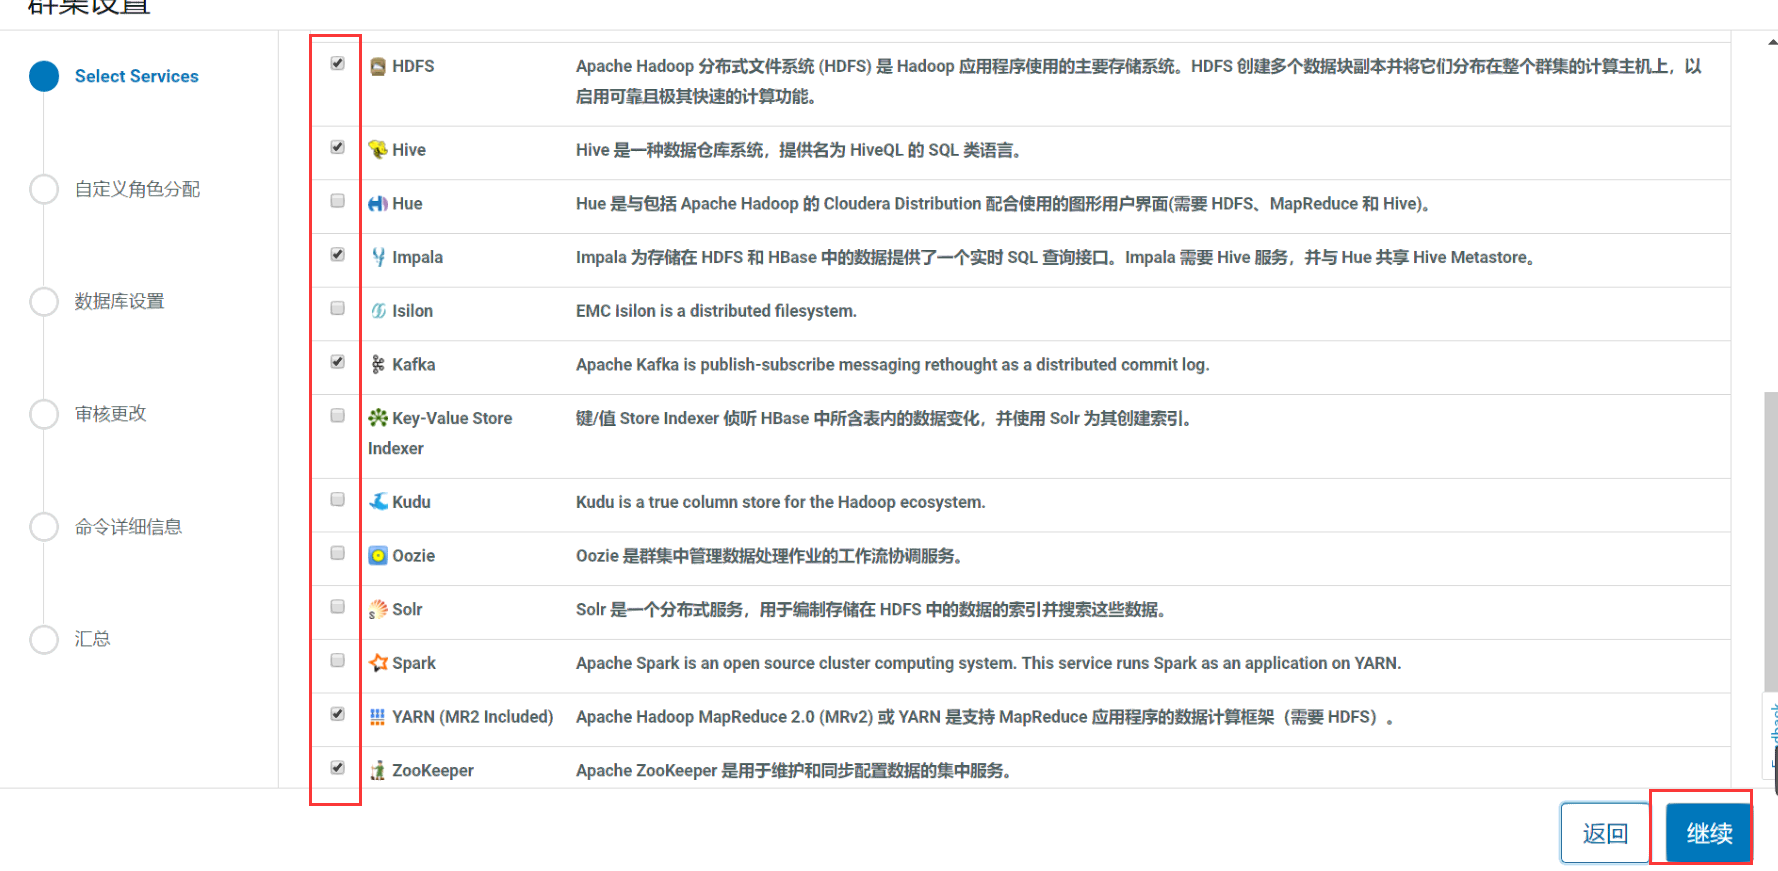 群集设置
Select Services
自定义角色分配
数据库设置
审核更改
命令详细信息
汇总
HDFS
Apache Hadoop 分布式文件系统 (HDFS) 是 Hadoop 应用程序使用的主要存储系统。HDFS 创建多个数据块副本并将它们分布在整个群集的计算主机上，以
启用可靠且极其快速的计算功能。
Hive
Hive 是一种数据仓库系统，提供名为 HiveQL 的 SQL 类语言。
Hue
Hue 是与包括 Apache Hadoop 的 Cloudera Distribution 配合使用的图形用户界面(需要 HDFS、MapReduce 和 Hive)。
Impala
Impala 为存储在 HDFS 和 HBase 中的数据提供了一个实时 SQL 查询接口。Impala 需要 Hive 服务，并与 Hue 共享 Hive Metastore。
Isilon
EMC Isilon is a distributed filesystem.
Kafka
Apache Kafka is publish-subscribe messaging rethought as a distributed commit log.
Key-Value Store
Indexer
键/值 Store Indexer 侦听 HBase 中所含表内的数据变化，并使用 Solr 为其创建索引。
Kudu
Kudu is a true column store for the Hadoop ecosystem.
Oozie
Oozie 是群集中管理数据处理作业的工作流协调服务。
Solr
Solr 是一个分布式服务，用于编制存储在 HDFS 中的数据的索引并搜索这些数据。
Spark
Apache Spark is an open source cluster computing system. This service runs Spark as an application on YARN.
YARN (MR2 Included)
Apache Hadoop MapReduce 2.0 (MRv2) 或 YARN 是支持 MapReduce 应用程序的数据计算框架（需要 HDFS）。
ZooKeeper
Apache ZooKeeper 是用于维护和同步配置数据的集中服务。
返回
继续